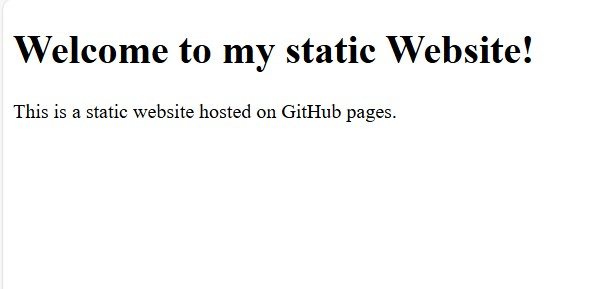 Welcome to my static Website!
This is a static website hosted on GitHub pages.